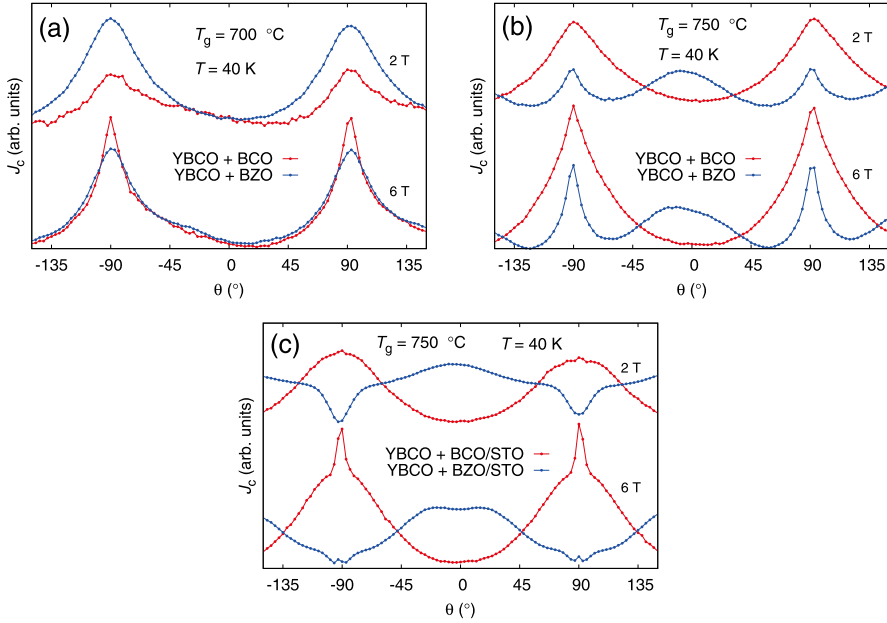 (a)
T_g = 700 °C
T = 40 K
2 T
YBCO + BCO
YBCO + BZO
6 T
J_c (arb. units)
-135 -90 -45 0 45 90 135
θ (°)
(b)
T_g = 750 °C
T = 40 K
2 T
YBCO + BCO
YBCO + BZO
6 T
J_c (arb. units)
-135 -90 -45 0 45 90 135
θ (°)
(c)
T_g = 750 °C T = 40 K
2 T
YBCO + BCO/STO
YBCO + BZO/STO
6 T
J_c (arb. units)
-135 -90 -45 0 45 90 135
θ (°)